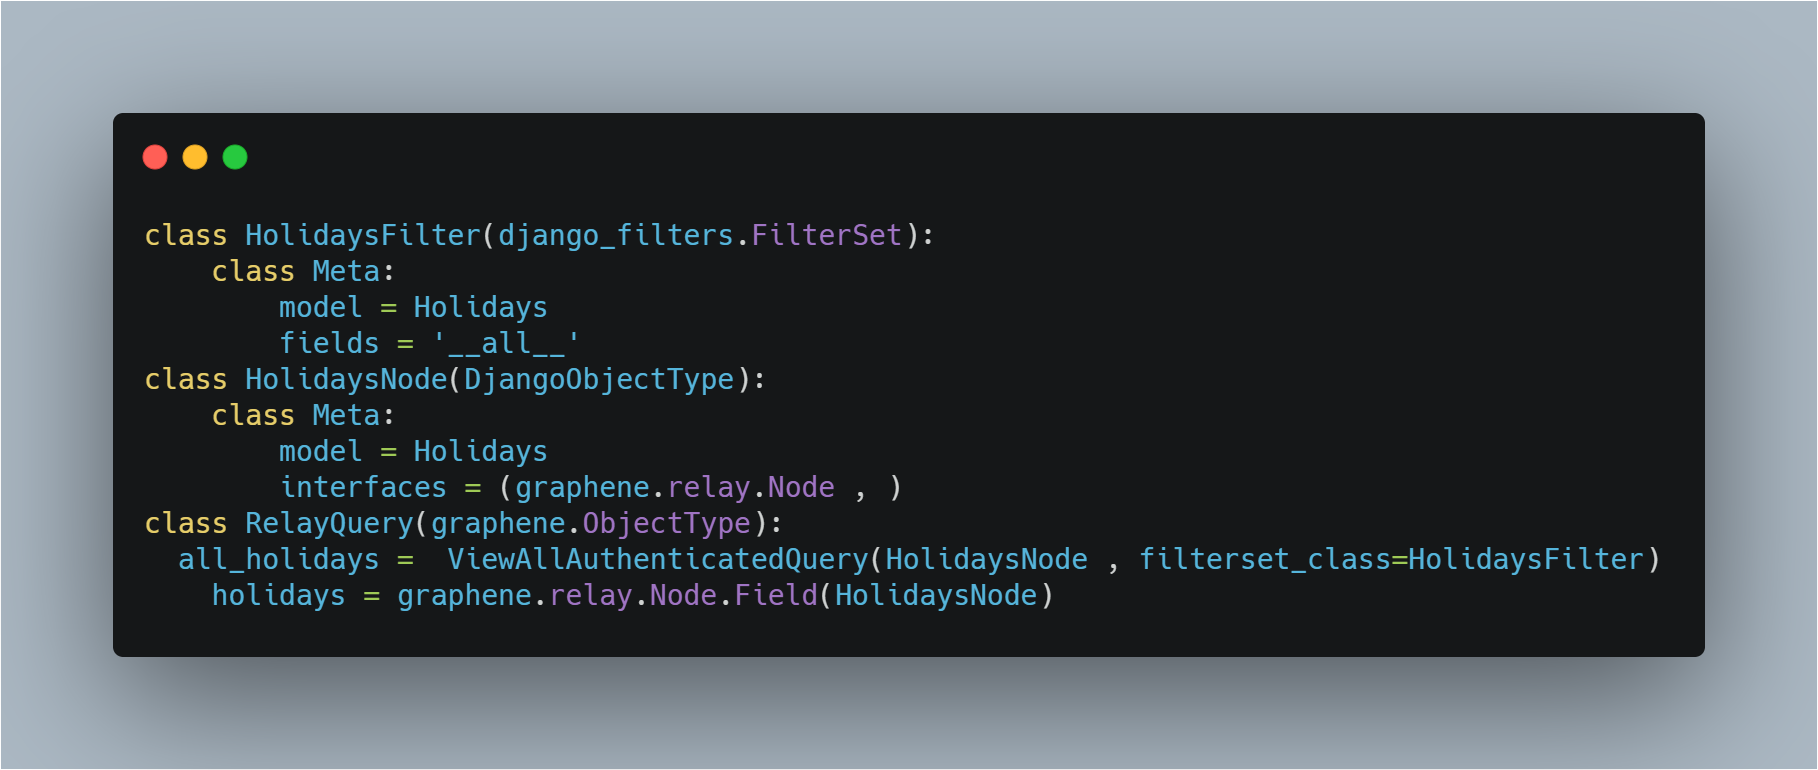 class HolidaysFilter(django_filters.FilterSet):
    class Meta:
        model = Holidays
        fields = '__all__'
class HolidaysNode(DjangoObjectType):
    class Meta:
        model = Holidays
        interfaces = (graphene.relay.Node , )
class RelayQuery(graphene.ObjectType):
  all_holidays =  ViewAllAuthenticatedQuery(HolidaysNode , filterset_class=HolidaysFilter)
    holidays = graphene.relay.Node.Field(HolidaysNode)